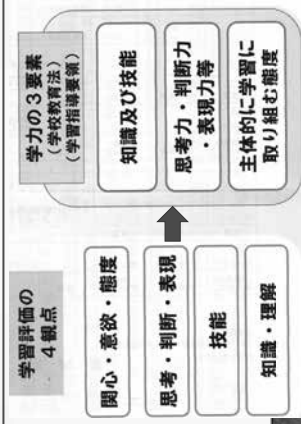 学習評価の
4観点
関心・意欲・態度
思考・判断・表現
技能
知識・理解
学力の3要素
(学校教育法)
(学習指導要領)
知識及び技能
思考力・判断力
・表現力等
主体的に学習に
取り組む態度